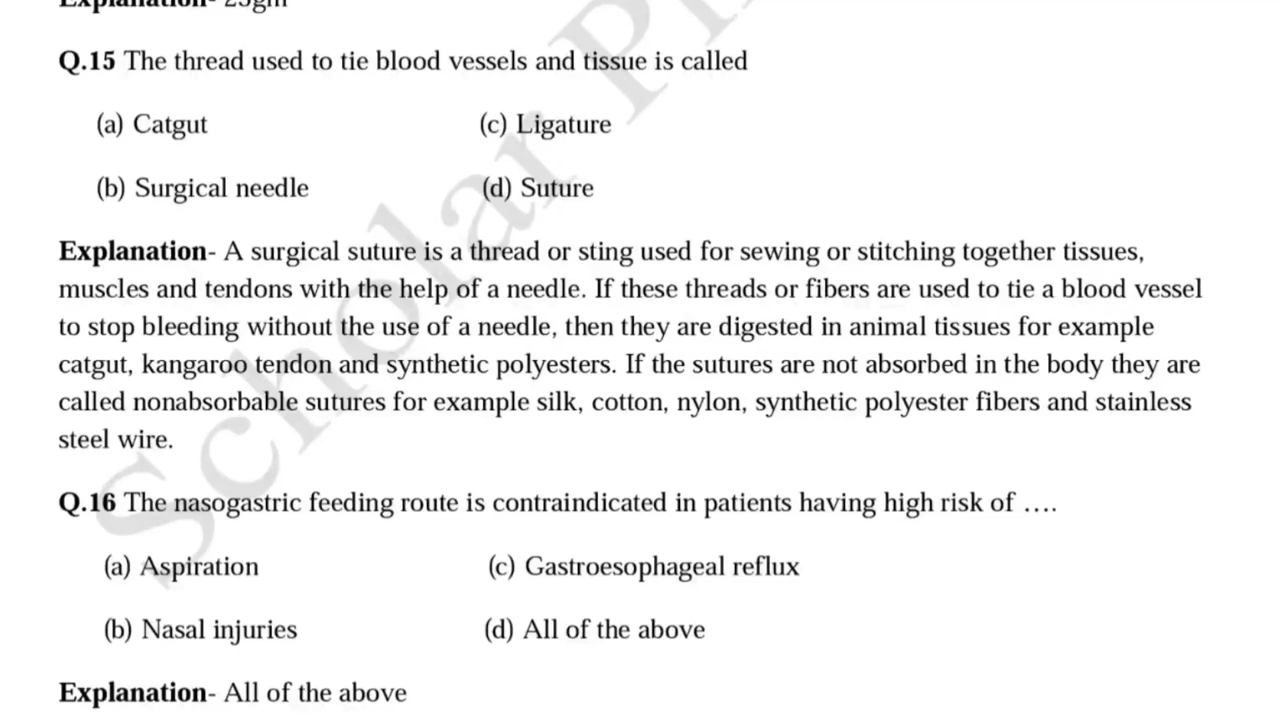 Explanation- 25gm
Q.15 The thread used to tie blood vessels and tissue is called
(a) Catgut (c) Ligature
(b) Surgical needle (d) Suture
Explanation- A surgical suture is a thread or sting used for sewing or stitching together tissues,
muscles and tendons with the help of a needle. If these threads or fibers are used to tie a blood vessel
to stop bleeding without the use of a needle, then they are digested in animal tissues for example
catgut, kangaroo tendon and synthetic polyesters. If the sutures are not absorbed in the body they are
called nonabsorbable sutures for example silk, cotton, nylon, synthetic polyester fibers and stainless
steel wire.
Q.16 The nasogastric feeding route is contraindicated in patients having high risk of ….
(a) Aspiration (c) Gastroesophageal reflux
(b) Nasal injuries (d) All of the above
Explanation- All of the above
Scholar